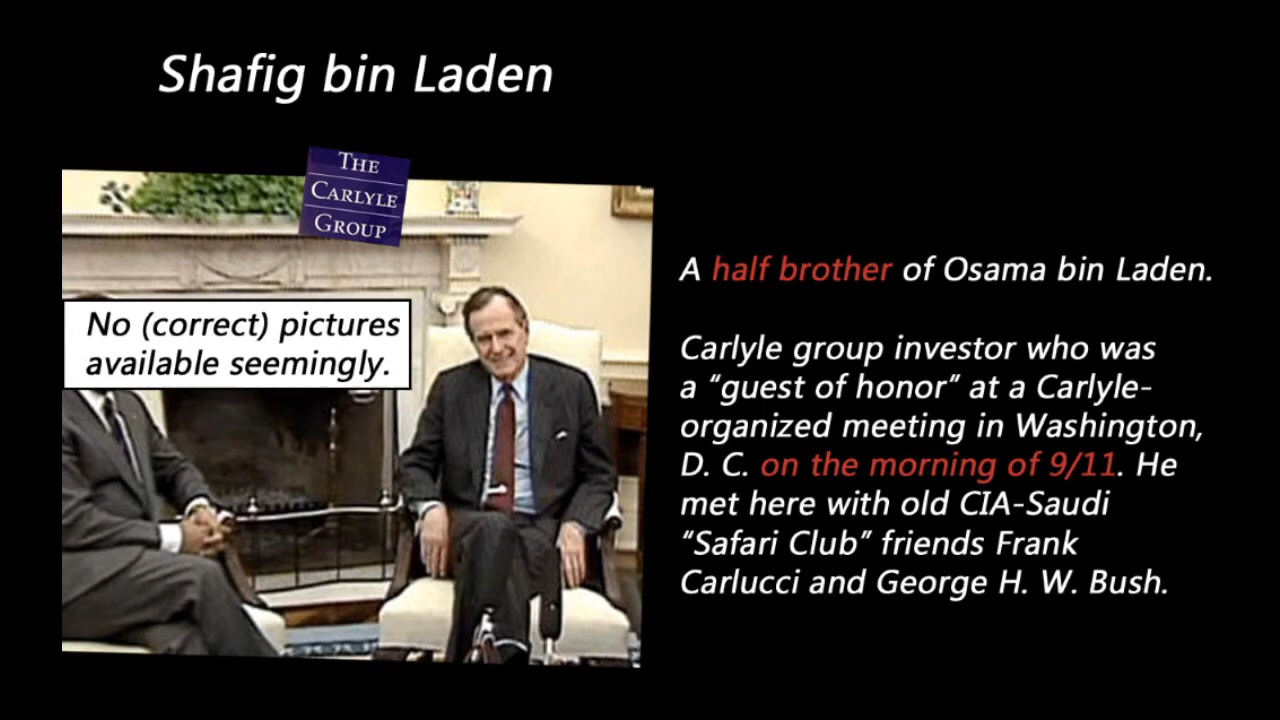 Shafig bin Laden
THE
CARLYLE
GROUP
No (correct) pictures
available seemingly.
A half brother of Osama bin Laden.
Carlyle group investor who was
a “guest of honor” at a Carlyle-
organized meeting in Washington,
D. C. on the morning of 9/11. He
met here with old CIA-Saudi
“Safari Club” friends Frank
Carlucci and George H. W. Bush.